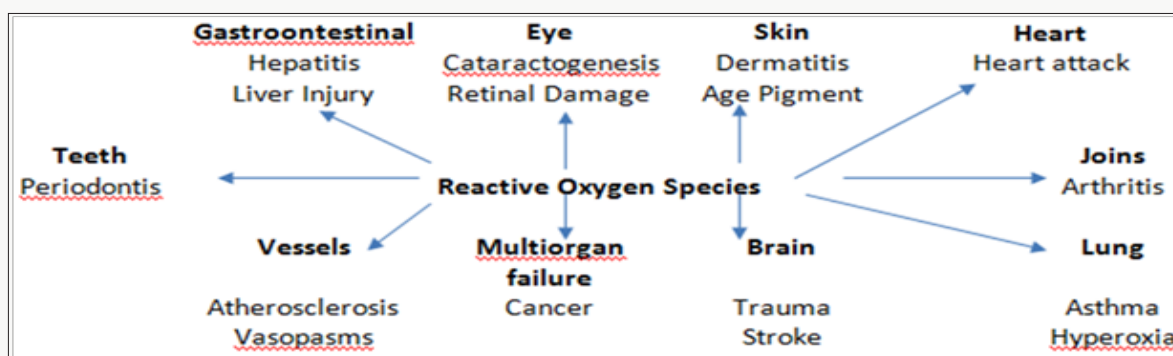 Gastroontestinal
Hepatitis
Liver Injury
Eye
Cataractogenesis
Retinal Damage
Skin
Dermatitis
Age Pigment
Heart
Heart attack
Teeth
Periodontis
Reactive Oxygen Species
Joins
Arthritis
Vessels
Atherosclerosis
Vasopasms
Multiorgan
failure
Cancer
Brain
Trauma
Stroke
Lung
Asthma
Hyperoxia